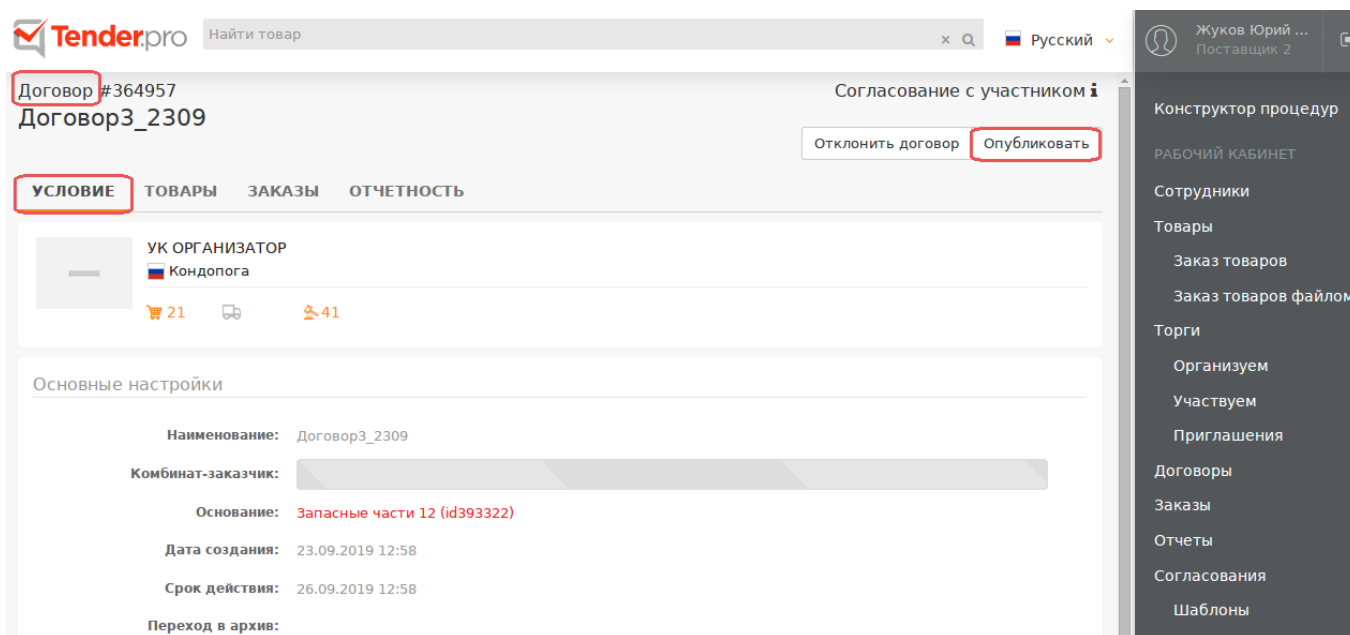 Tender.pro
Найти товар
x
Русский
Жуков Юрий ...
Поставщик 2
Договор #364957
Согласование с участником i
Договор3_2309
Отклонить договор
Опубликовать
УСЛОВИЕ ТОВАРЫ ЗАКАЗЫ ОТЧЕТНОСТЬ
УК ОРГАНИЗАТОР
Кондопога
21
41
Основные настройки
Наименование: Договор3_2309
Комбинат-заказчик:
Основание: Запасные части 12 (id393322)
Дата создания: 23.09.2019 12:58
Срок действия: 26.09.2019 12:58
Переход в архив:
Конструктор процедур
РАБОЧИЙ КАБИНЕТ
Сотрудники
Товары
Заказ товаров
Заказ товаров файлом
Торги
Организуем
Участвуем
Приглашения
Договоры
Заказы
Отчеты
Согласования
Шаблоны